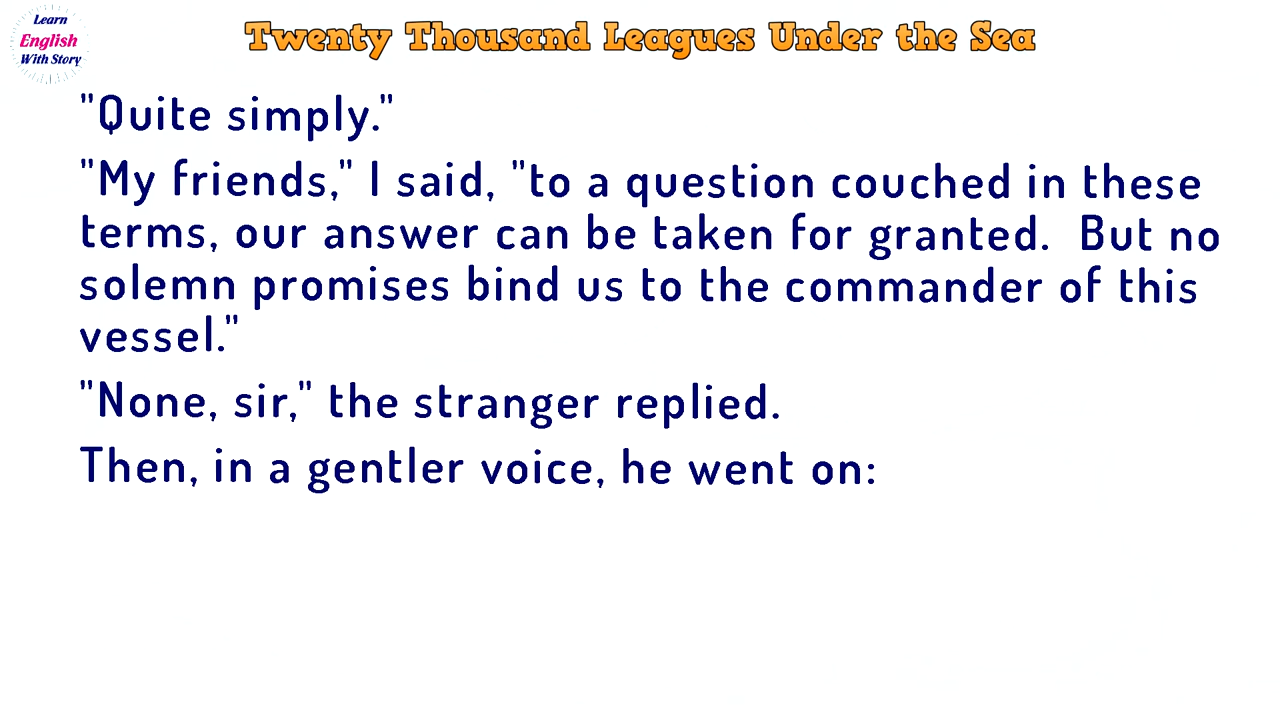 Learn
English
With Story
Twenty Thousand Leagues Under the Sea
"Quite simply."
"My friends," I said, "to a question couched in these
terms, our answer can be taken for granted.  But no
solemn promises bind us to the commander of this
vessel."
"None, sir," the stranger replied.
Then, in a gentler voice, he went on: